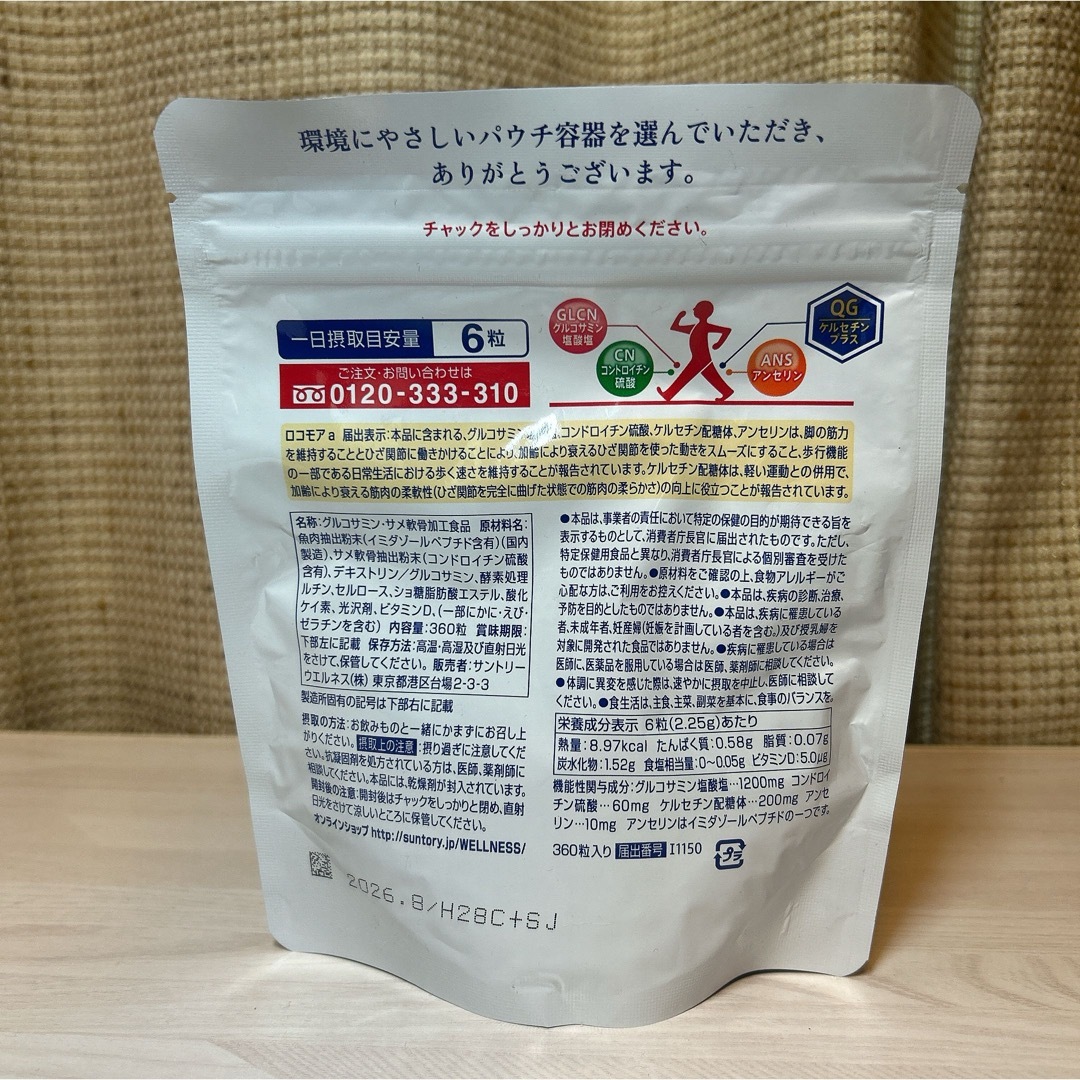 環境にやさしいパウチ容器を選んでいただき、
ありがとうございます。
チャックをしっかりとお閉めください。
一日摂取目安量 6粒
ご注文・お問い合わせは
0120-333-310
GLCN
グルコサミン
塩酸塩
CN
コンドロイチン
硫酸
QG
ケルセチン
プラス
ANS
アンセリン
ロコモアa 届出表示:本品に含まれる、グルコサミン塩酸塩、コンドロイチン硫酸、ケルセチン配糖体、アンセリンは、脚の筋力
を維持することとひざ関節に働きかけることにより、加齢により衰えるひざ関節を使った動きをスムーズにすること、歩行機能
の一部である日常生活における歩く速さを維持することが報告されています。ケルセチン配糖体は、軽い運動との併用で、
加齢により衰える筋肉の柔軟性(ひざ関節を完全に曲げた状態での筋肉の柔らかさ)の向上に役立つことが報告されています。
名称:グルコサミン・サメ軟骨加工食品 原材料名:
魚肉抽出粉末(イミダゾールペプチド含有)(国内
製造)、サメ軟骨抽出粉末(コンドロイチン硫酸
含有)、デキストリン/グルコサミン、酵素処理
ルチン、セルロース、ショ糖脂肪酸エステル、酸化
ケイ素、光沢剤、ビタミンD、(一部にかに・えび・
ゼラチンを含む) 内容量:360粒 賞味期限:
下部左に記載 保存方法:高温・高湿及び直射日光
をさけて、保管してください。 販売者:サントリー
ウエルネス(株) 東京都港区台場2-3-3
製造所固有の記号は下部右に記載
摂取の方法:お飲みものと一緒にかまずにお召し上
がりください。 摂取上の注意:摂り過ぎに注意してくだ
さい。抗凝固剤を処方されている方は、医師、薬剤師に
相談してください。本品には、乾燥剤が封入されています。
開封後の注意:開封後はチャックをしっかりと閉め、直射
日光をさけて涼しいところに保管してください。
オンラインショップ http://suntory.jp/WELLNESS/
2026.8/H28C+SJ
●本品は、事業者の責任において特定の保健の目的が期待できる旨を
表示するものとして、消費者庁長官に届出されたものです。ただし、
特定保健用食品と異なり、消費者庁長官による個別審査を受けた
ものではありません。●原材料をご確認の上、食物アレルギーがご
心配な方は、ご利用をお控えください。●本品は、疾病の診断、治療、
予防を目的としたものではありません。●本品は、疾病に罹患している
者、未成年者、妊産婦(妊娠を計画している者を含む。)及び授乳婦を
対象に開発された食品ではありません。●疾病に罹患している場合は
医師に、医薬品を服用している場合は医師、薬剤師に相談してください。
●体調に異変を感じた際は、速やかに摂取を中止し、医師に相談して
ください。●食生活は、主食、主菜、副菜を基本に、食事のバランスを。
栄養成分表示 6粒(2.25g)あたり
熱量:8.97kcal たんぱく質:0.58g 脂質:0.07g
炭水化物:1.52g 食塩相当量:0〜0.05g ビタミンD:5.0μg
機能性関与成分:グルコサミン塩酸塩…1200mg コンドロイ
チン硫酸…60mg ケルセチン配糖体…200mg アンセ
リン…10mg アンセリンはイミダゾールペプチドの一つです。
360粒入り 届出番号 I1150
プラ